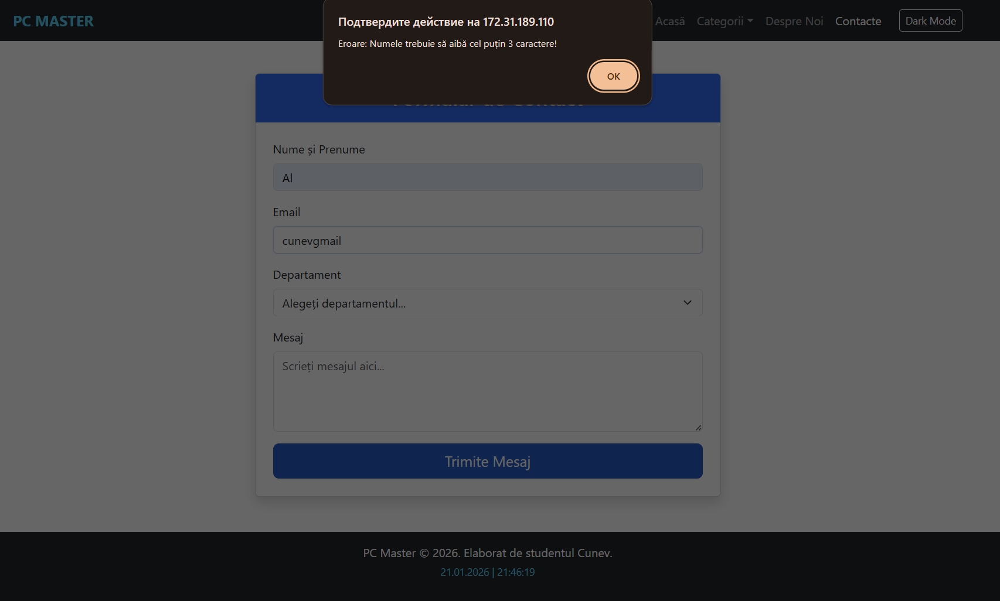 PC MASTER
Acasă Categorii Despre Noi Contacte Dark Mode
Подтвердите действие на 172.31.189.110
Eroare: Numele trebuie să aibă cel puțin 3 caractere!
OK
Nume și Prenume
Al
Email
cunevgmail
Departament
Alegeți departamentul...
Mesaj
Scrieți mesajul aici...
Trimite Mesaj
PC Master © 2026. Elaborat de studentul Cunev.
21.01.2026 | 21:46:19